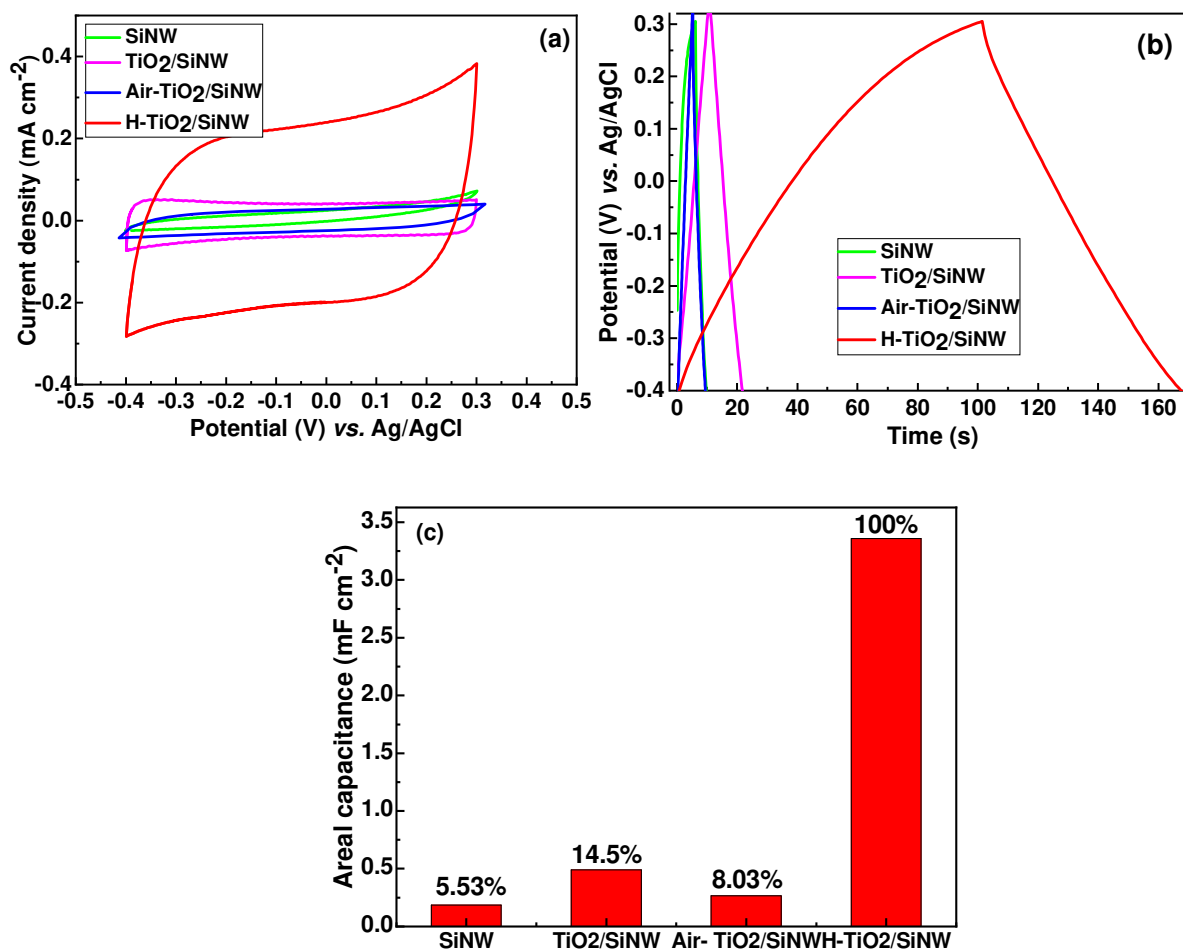 (a)
SiNW
TiO2/SiNW
Air-TiO2/SiNW
H-TiO2/SiNW
0.4
0.2
0.0
-0.2
-0.4
Current density (mA cm-2)
-0.5 -0.4 -0.3 -0.2 -0.1 0.0 0.1 0.2 0.3 0.4 0.5
Potential (V) vs. Ag/AgCl
(b)
0.3
0.2
0.0
-0.1
-0.3
-0.4
Potential (V) vs. Ag/AgCl
SiNW
TiO2/SiNW
Air-TiO2/SiNW
H-TiO2/SiNW
0 20 40 60 80 100 120 140 160
Time (s)
(c)
3.5
3.0
2.5
2.0
1.5
1.0
0.5
0.0
Areal capacitance (mF cm-2)
5.53%
14.5%
8.03%
100%
SiNW TiO2/SiNW Air- TiO2/SiNW H-TiO2/SiNW